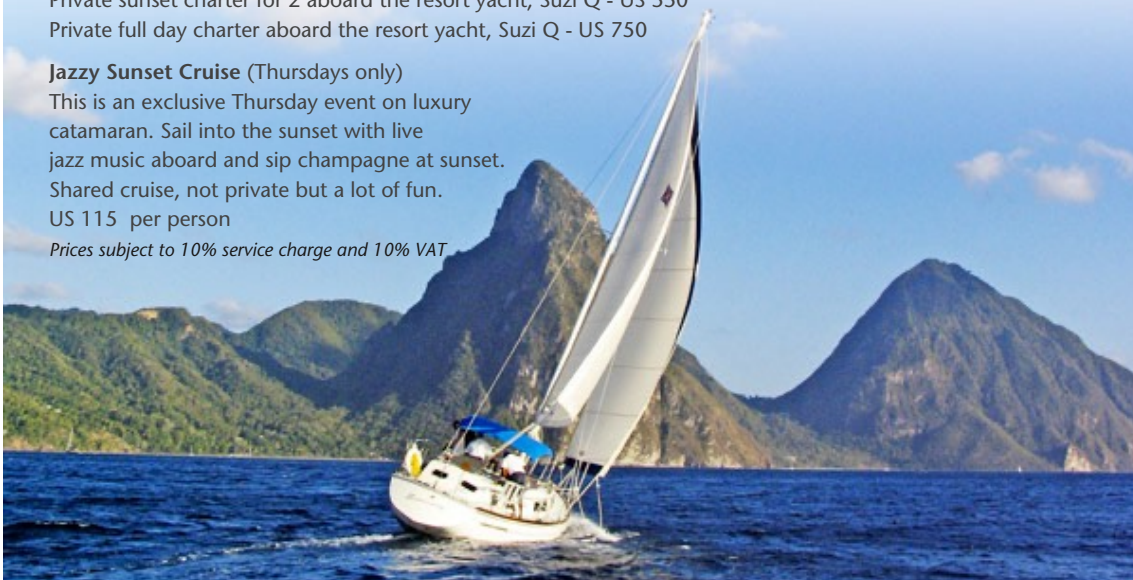 Private sunset charter for 2 aboard the resort yacht, Suzi Q - US
Private full day charter aboard the resort yacht, Suzi Q - US 750
Jazzy Sunset Cruise (Thursdays only)
This is an exclusive Thursday event on luxury
catamaran. Sail into the sunset with live
jazz music aboard and sip champagne at sunset.
Shared cruise, not private but a lot of fun.
US 115 per person
Prices subject to 10% service charge and 10% VAT